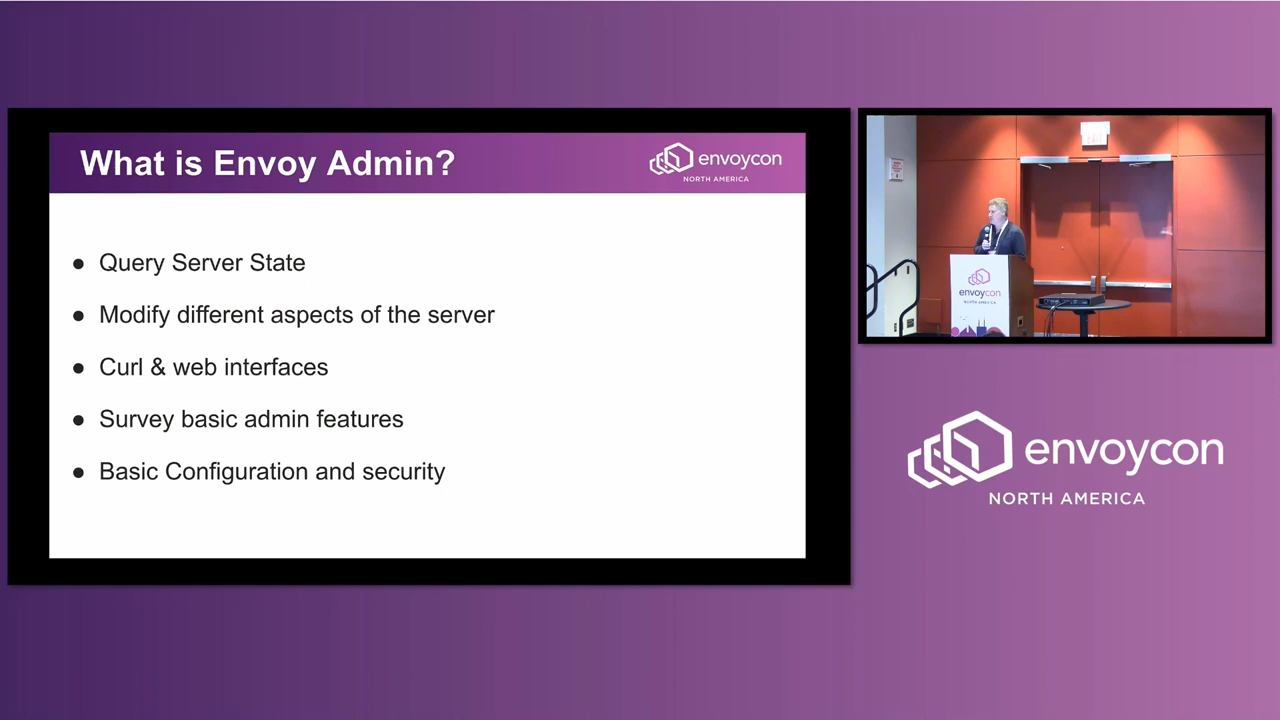 What is Envoy Admin?
envoycon
NORTH AMERICA
● Query Server State
● Modify different aspects of the server
● Curl & web interfaces
● Survey basic admin features
● Basic Configuration and security
envoycon
NORTH AMERICA
envoycon
NORTH AMERICA